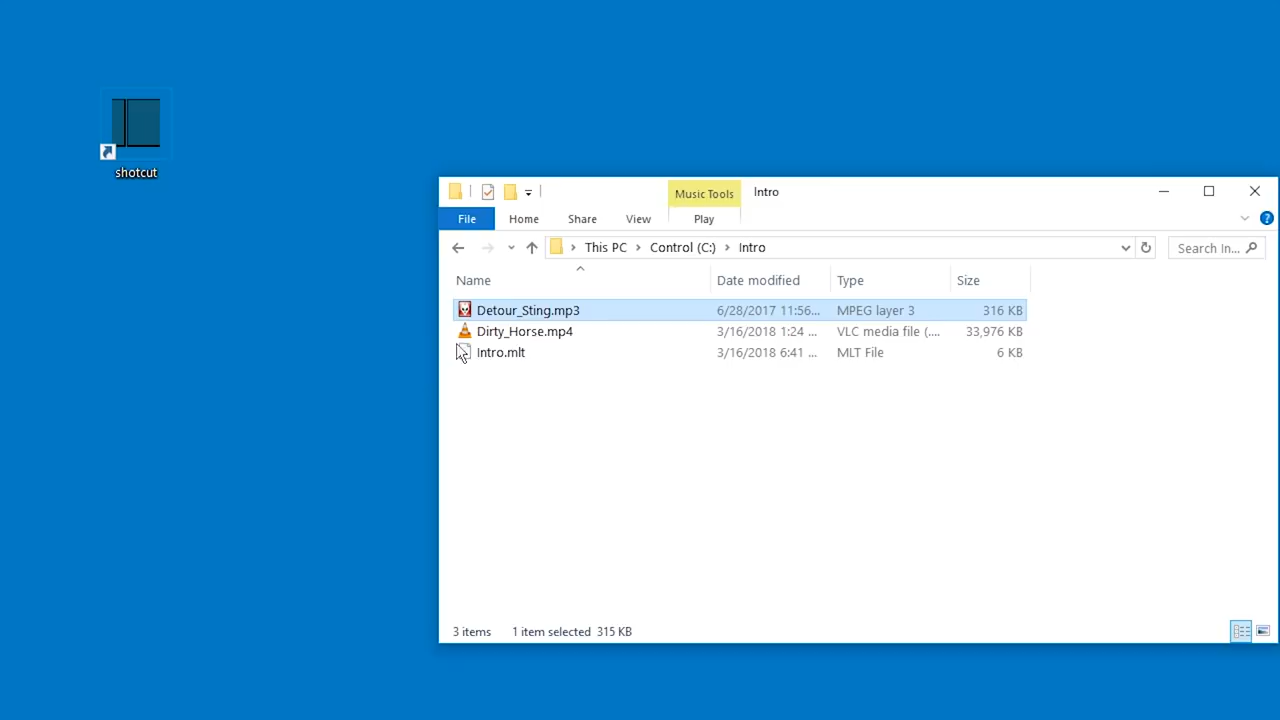 shotcut
Music Tools
Intro
File
Home
Share
View
Play
This PC
Control (C:)
Intro
Search In...
Name
Date modified
Type
Size
Detour_Sting.mp3
6/28/2017 11:56...
MPEG layer 3
316 KB
Dirty_Horse.mp4
3/16/2018 1:24 ...
VLC media file (....
33,976 KB
Intro.mlt
3/16/2018 6:41 ...
MLT File
6 KB
3 items
1 item selected 315 KB